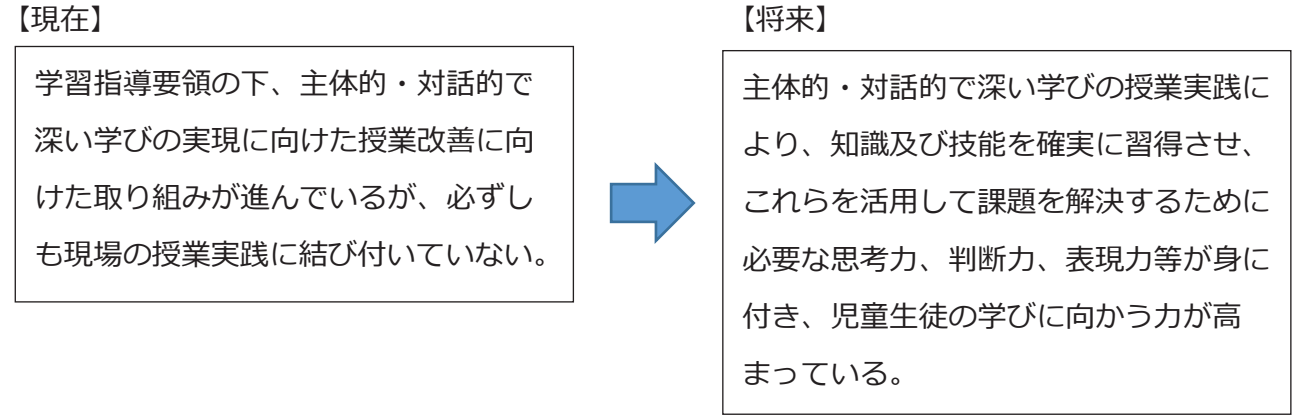 【現在】
学習指導要領の下、主体的・対話的で
深い学びの実現に向けた授業改善に向
けた取り組みが進んでいるが、必ずし
も現場の授業実践に結び付いていない。
【将来】
主体的・対話的で深い学びの授業実践に
より、知識及び技能を確実に習得させ、
これらを活用して課題を解決するために
必要な思考力、判断力、表現力等が身に
付き、児童生徒の学びに向かう力が高
まっている。